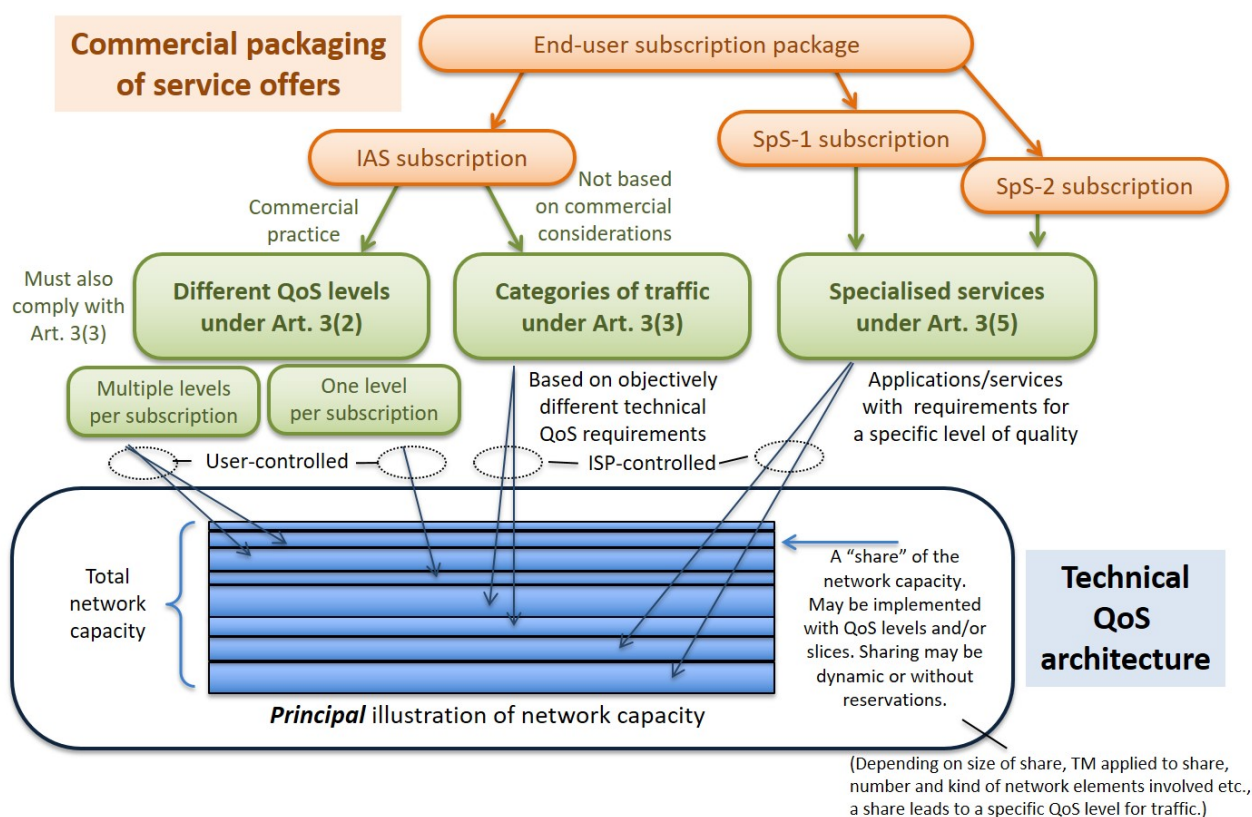 Commercial packaging
of service offers
End-user subscription package
IAS subscription
SpS-1 subscription
SpS-2 subscription
Commercial
practice
Not based
on commercial
considerations
Must also
comply with
Art. 3(3)
Different QoS levels
under Art. 3(2)
Categories of traffic
under Art. 3(3)
Specialised services
under Art. 3(5)
Multiple levels
per subscription
One level
per subscription
Based on objectively
different technical
QoS requirements
Applications/services
with requirements for
a specific level of quality
User-controlled
ISP-controlled
Total
network
capacity
A “share” of the
network capacity.
May be implemented
with QoS levels and/or
slices. Sharing may be
dynamic or without
reservations.
Technical
QoS
architecture
Principal illustration of network capacity
(Depending on size of share, TM applied to share,
number and kind of network elements involved etc.,
a share leads to a specific QoS level for traffic.)